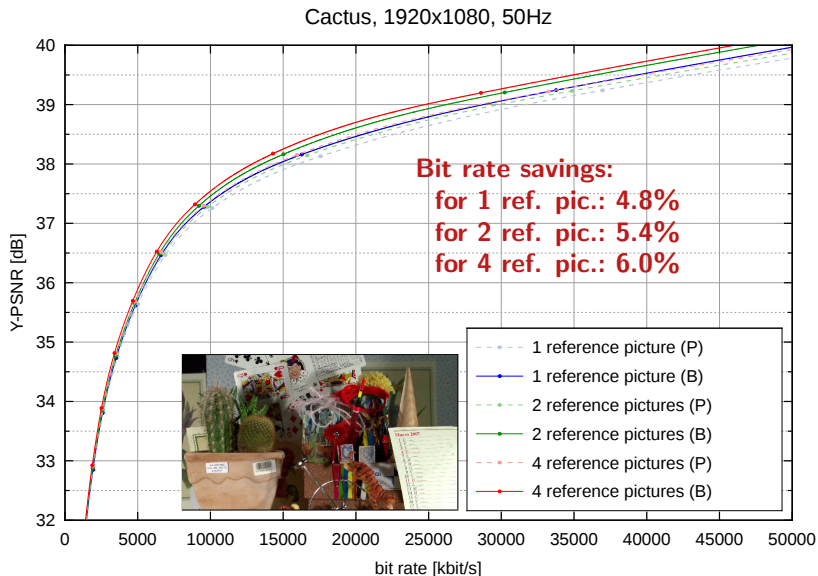 Cactus, 1920x1080, 50Hz
40
39
38
37
36
35
34
33
32
Y-PSNR [dB]
Bit rate savings:
for 1 ref. pic.: 4.8%
for 2 ref. pic.: 5.4%
for 4 ref. pic.: 6.0%
1 reference picture (P)
1 reference picture (B)
2 reference pictures (P)
2 reference pictures (B)
4 reference pictures (P)
4 reference pictures (B)
0 5000 10000 15000 20000 25000 30000 35000 40000 45000 50000
bit rate [kbit/s]